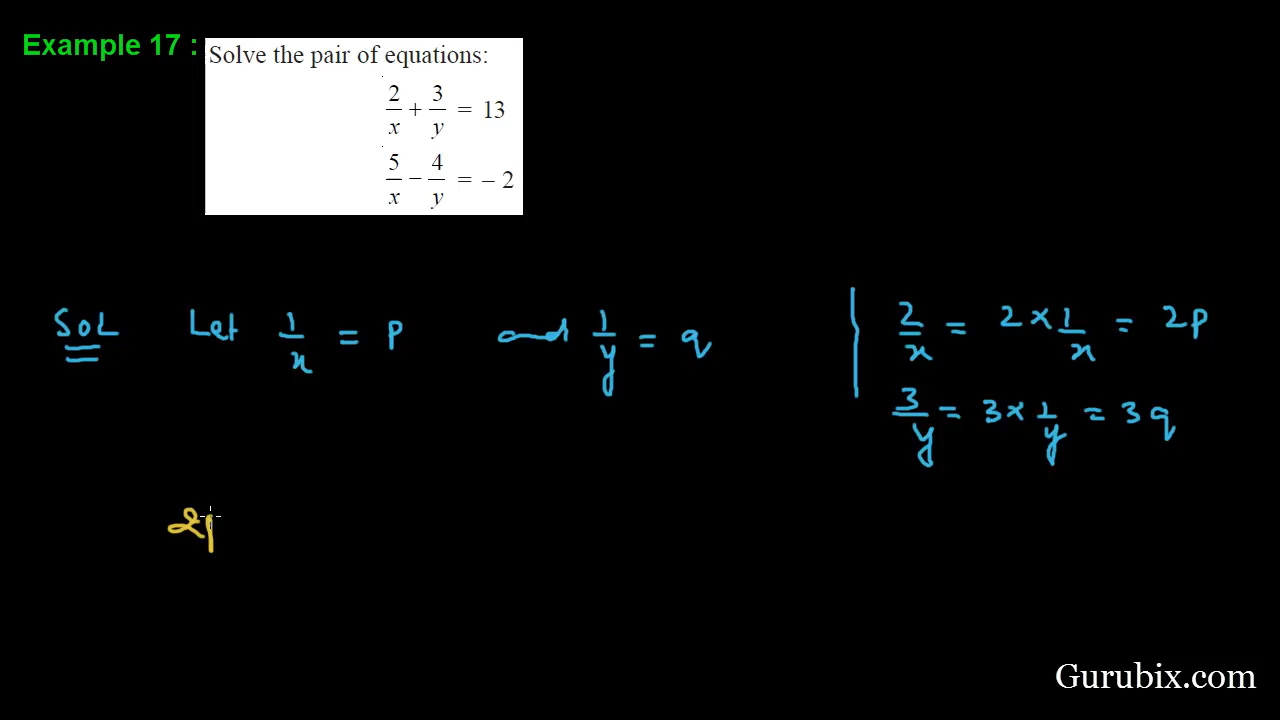 Example 17 :
Solve the pair of equations:
2/x + 3/y = 13
5/x − 4/y = − 2
Sol Let 1/x = p and 1/y = q
2/x = 2 × 1/x = 2p
3/y = 3 × 1/y = 3q
2p
Gurubix.com